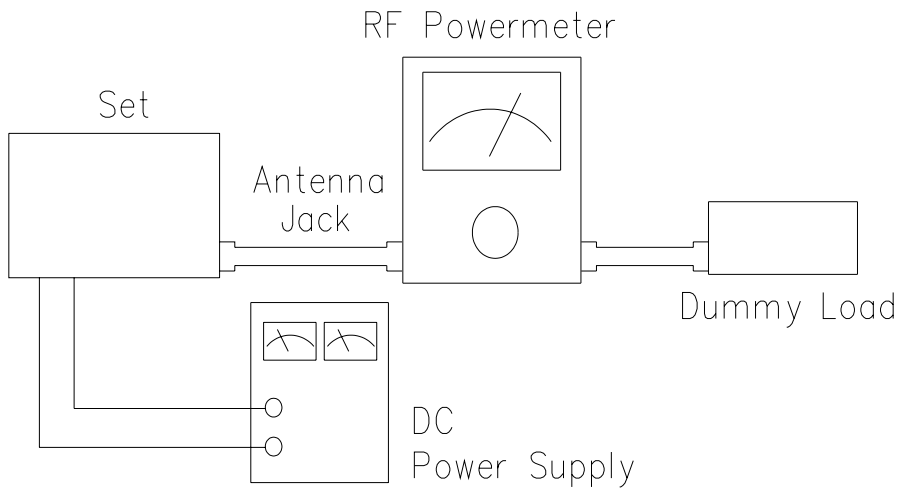 RF Powermeter
Set
Antenna
Jack
Dummy Load
DC
Power Supply